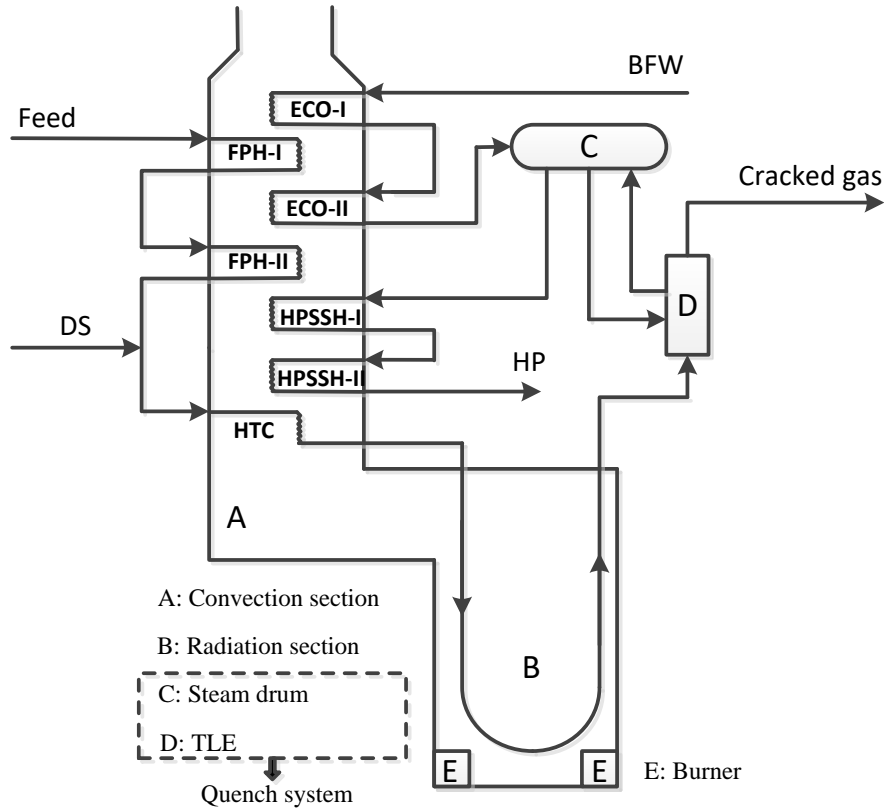 BFW
ECO-I
Feed
FPH-I
C
Cracked gas
ECO-II
FPH-II
D
HPSSH-I
DS
HPSSH-II
HP
HTC
A
A: Convection section
B: Radiation section
B
C: Steam drum
D: TLE
E
E
E: Burner
Quench system